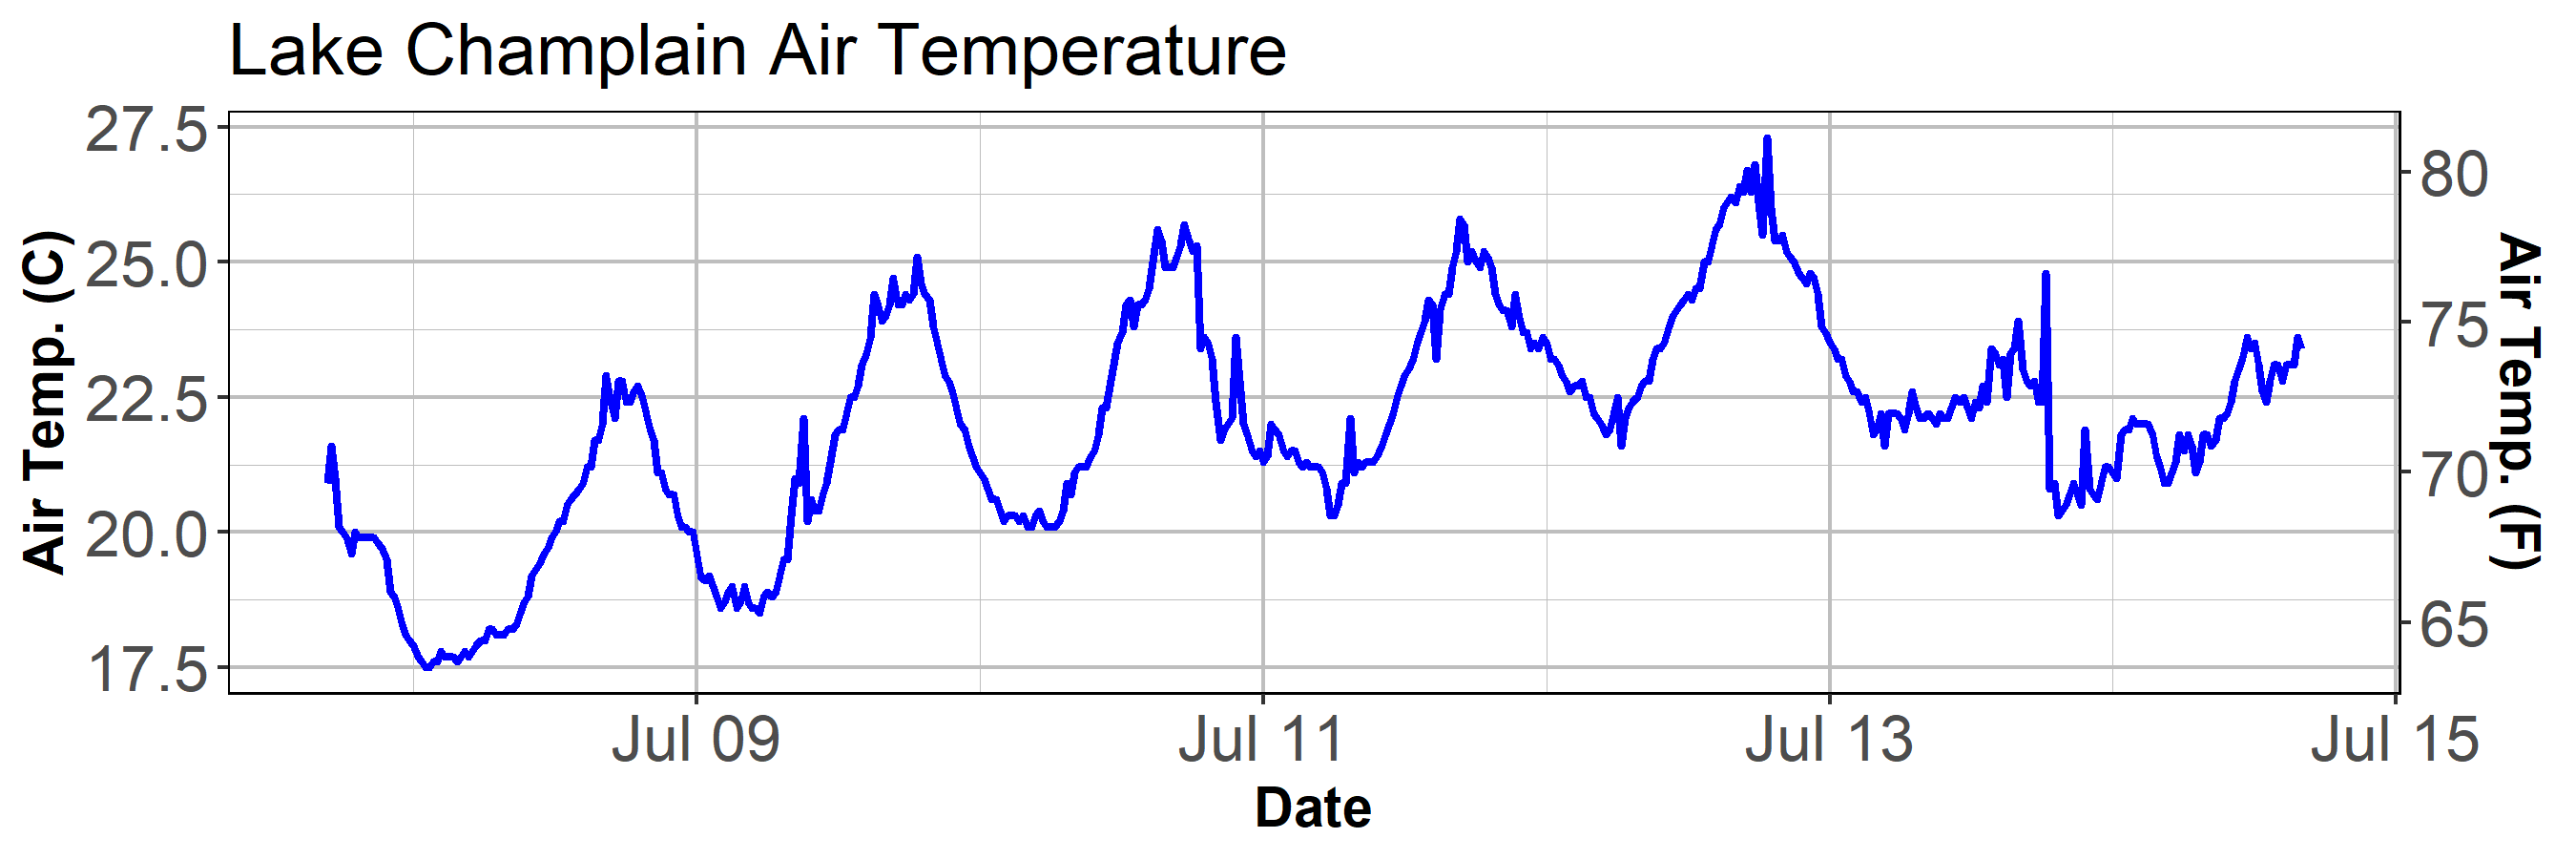 Lake Champlain Air Temperature
Air Temp. (C)
27.5
25.0
22.5
20.0
17.5
80
75
70
65
Air Temp. (F)
Jul 09 Jul 11 Jul 13 Jul 15
Date